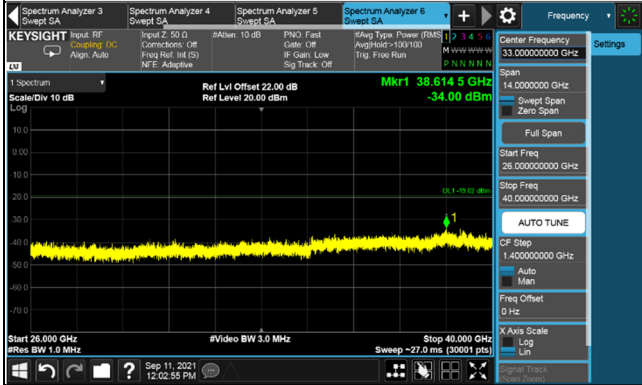 Spectrum Analyzer 3
Swept SA
Spectrum Analyzer 4
Swept SA
Spectrum Analyzer 5
Swept SA
Spectrum Analyzer 6
Swept SA
Frequency
KEYSIGHT
Input: RF
Coupling: DC
Align: Auto
Input Z: 50 Ω
Corrections: Off
Freq Ref: Int (S)
NFE: Adaptive
#Atten: 10 dB
PNO: Fast
Gate: Off
IF Gain: Low
Sig Track: Off
#Avg Type: Power (RMS
Avg|Hold:>100/100
Trig: Free Run
1 2 3 4 5 6
M W W W W W
P N N N N N
LXI
1 Spectrum
Scale/Div 10 dB
Log
Ref Lvl Offset 22.00 dB
Ref Level 20.00 dBm
Mkr1 38.614 5 GHz
-34.00 dBm
10.0
0.00
-10.0
-20.0
-30.0
-40.0
-50.0
-60.0
-70.0
DL1 -19.02 dBm
1
Start 26.000 GHz
#Res BW 1.0 MHz
#Video BW 3.0 MHz
Stop 40.000 GHz
Sweep ~27.0 ms (30001 pts)
Sep 11, 2021
12:02:55 PM
Center Frequency
33.000000000 GHz
Settings
Span
14.0000000 GHz
Swept Span
Zero Span
Full Span
Start Freq
26.000000000 GHz
Stop Freq
40.000000000 GHz
AUTO TUNE
CF Step
1.400000000 GHz
Auto
Man
Freq Offset
0 Hz
X Axis Scale
Log
Lin
Signal Track
(Span Zoom)